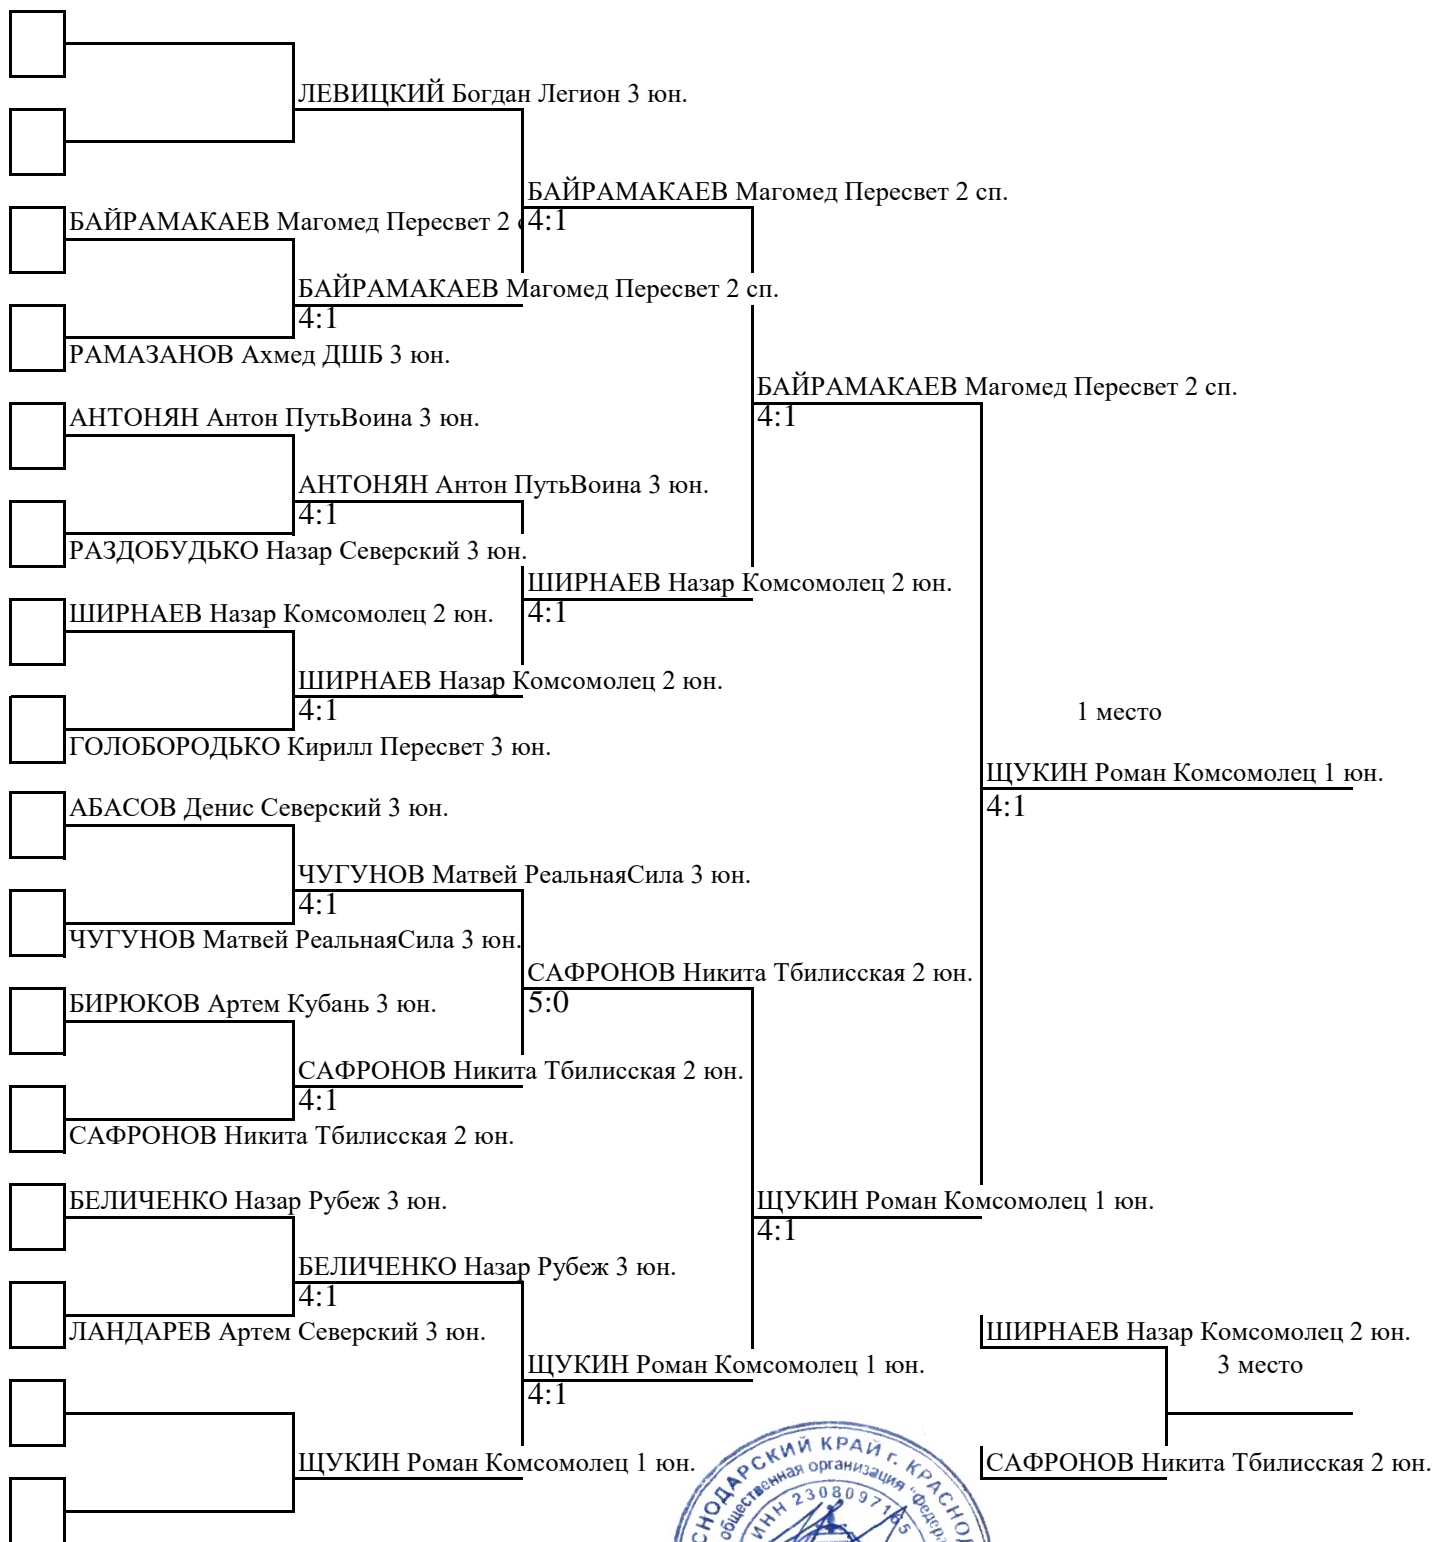 ЛЕВИЦКИЙ Богдан Легион 3 юн.
БАЙРАМАКАЕВ Магомед Пересвет 2 сп.
4:1
БАЙРАМАКАЕВ Магомед Пересвет 2
БАЙРАМАКАЕВ Магомед Пересвет 2 сп.
4:1
РАМАЗАНОВ Ахмед ДШБ 3 юн.
БАЙРАМАКАЕВ Магомед Пересвет 2 сп.
4:1
АНТОНЯН Антон ПутьВоина 3 юн.
АНТОНЯН Антон ПутьВоина 3 юн.
4:1
РАЗДОБУДЬКО Назар Северский 3 юн.
ШИРНАЕВ Назар Комсомолец 2 юн.
4:1
ШИРНАЕВ Назар Комсомолец 2 юн.
ШИРНАЕВ Назар Комсомолец 2 юн.
4:1
1 место
ГОЛОБОРОДЬКО Кирилл Пересвет 3 юн.
ЩУКИН Роман Комсомолец 1 юн.
4:1
АБАСОВ Денис Северский 3 юн.
ЧУГУНОВ Матвей РеальнаяСила 3 юн.
4:1
ЧУГУНОВ Матвей РеальнаяСила 3 юн.
САФРОНОВ Никита Тбилисская 2 юн.
5:0
БИРЮКОВ Артем Кубань 3 юн.
САФРОНОВ Никита Тбилисская 2 юн.
4:1
САФРОНОВ Никита Тбилисская 2 юн.
БЕЛИЧЕНКО Назар Рубеж 3 юн.
ЩУКИН Роман Комсомолец 1 юн.
4:1
БЕЛИЧЕНКО Назар Рубеж 3 юн.
4:1
ЛАНДАРЕВ Артем Северский 3 юн.
ШИРНАЕВ Назар Комсомолец 2 юн.
3 место
ЩУКИН Роман Комсомолец 1 юн.
4:1
ЩУКИН Роман Комсомолец 1 юн.
САФРОНОВ Никита Тбилисская 2 юн.
КРАЙ г.
общественная организация
ИНН 2308097165